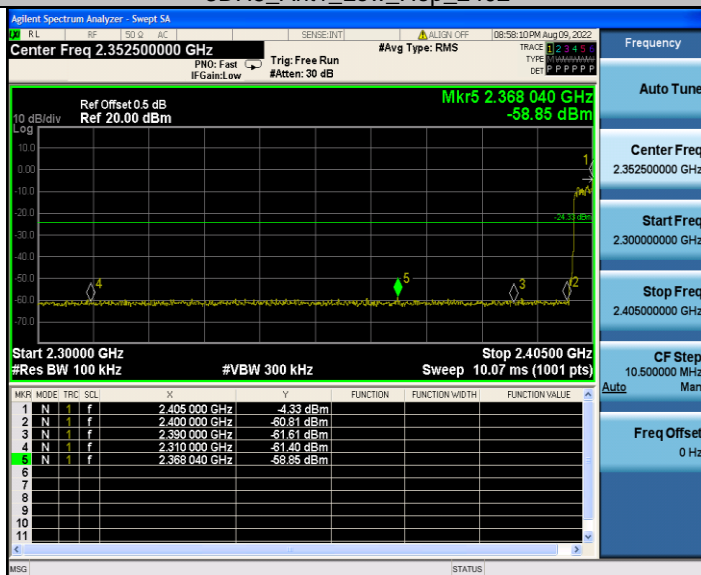 Agilent Spectrum Analyzer - Swept SA
RL RF 50 Ω AC SENSE:INT ALIGN OFF 08:58:10 PM Aug 09, 2022
Center Freq 2.352500000 GHz
PNO: Fast
IFGain:Low
Trig: Free Run
#Atten: 30 dB
#Avg Type: RMS
TRACE 1 2 3 4 5 6
TYPE M
DET P P P P P P
Ref Offset 0.5 dB
10 dB/div Ref 20.00 dBm
Log
Mkr5 2.368 040 GHz
-58.85 dBm
10.0
0.00
-10.0
-20.0
-30.0
-40.0
-50.0
-60.0
-70.0
1
-24.33 dBm
4
5
3
2
Start 2.30000 GHz
Stop 2.40500 GHz
#Res BW 100 kHz
#VBW 300 kHz
Sweep 10.07 ms (1001 pts)
MKR MODE TRC SCL X Y FUNCTION FUNCTION WIDTH FUNCTION VALUE
1 N 1 f 2.405 000 GHz -4.33 dBm
2 N 1 f 2.400 000 GHz -60.81 dBm
3 N 1 f 2.390 000 GHz -61.61 dBm
4 N 1 f 2.310 000 GHz -61.40 dBm
5 N 1 f 2.368 040 GHz -58.85 dBm
6
7
8
9
10
11
MSG
STATUS
Frequency
Auto Tune
Center Freq
2.352500000 GHz
Start Freq
2.300000000 GHz
Stop Freq
2.405000000 GHz
CF Step
10.500000 MHz
Auto Man
Freq Offset
0 Hz